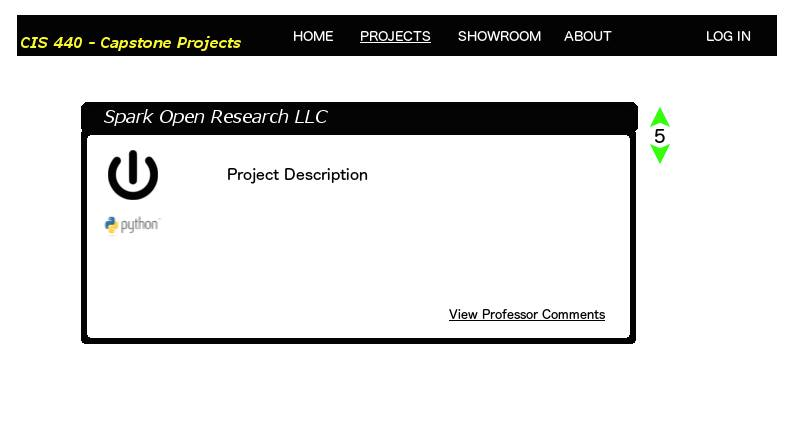 CIS 440 - Capstone Projects HOME PROJECTS SHOWROOM ABOUT LOG IN
Spark Open Research LLC
5
Project Description
python
View Professor Comments